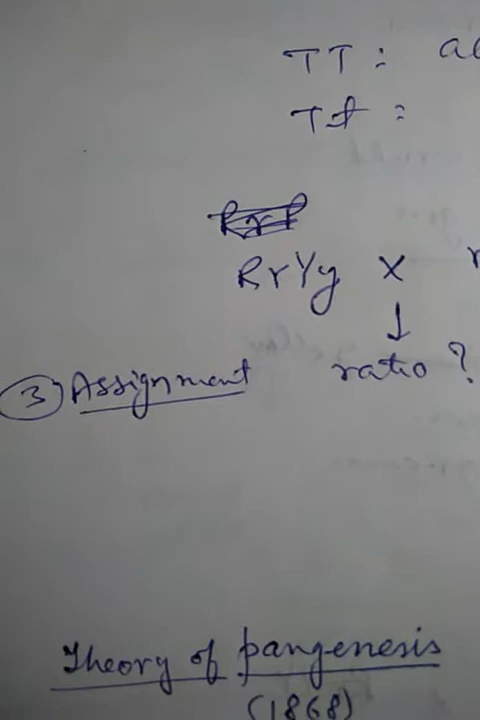 TT :
Tt :
RrYy ×
↓
ratio ?
3) Assignment
Theory of pangenesis
(1868)